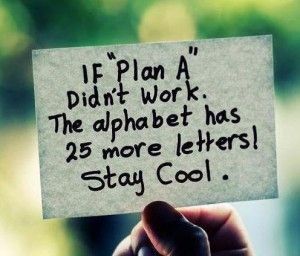 IF "Plan A"
Didn't Work.
The alphabet has
25 more letters!
Stay Cool.